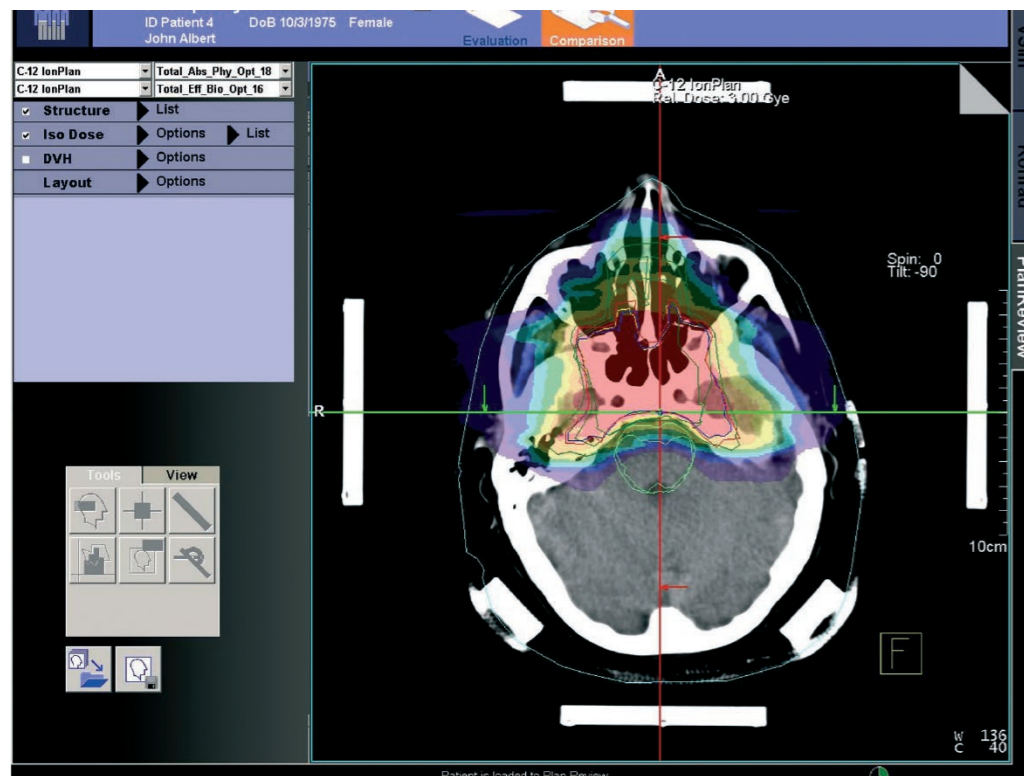 ID Patient 4 DoB 10/3/1975 Female
John Albert
Evaluation Comparison
C-12 IonPlan Total_Abs_Phy_Opt_18
C-12 IonPlan Total_Eff_Bio_Opt_16
Structure List
Iso Dose Options List
DVH Options
Layout Options
Tools View
A
C-12 IonPlan
Rel. Dose: 3.00 Gye
Spin: 0
Tilt: -90
R
10cm
F
W 136
C 40
PlanReview
Patient is loaded to Plan Review